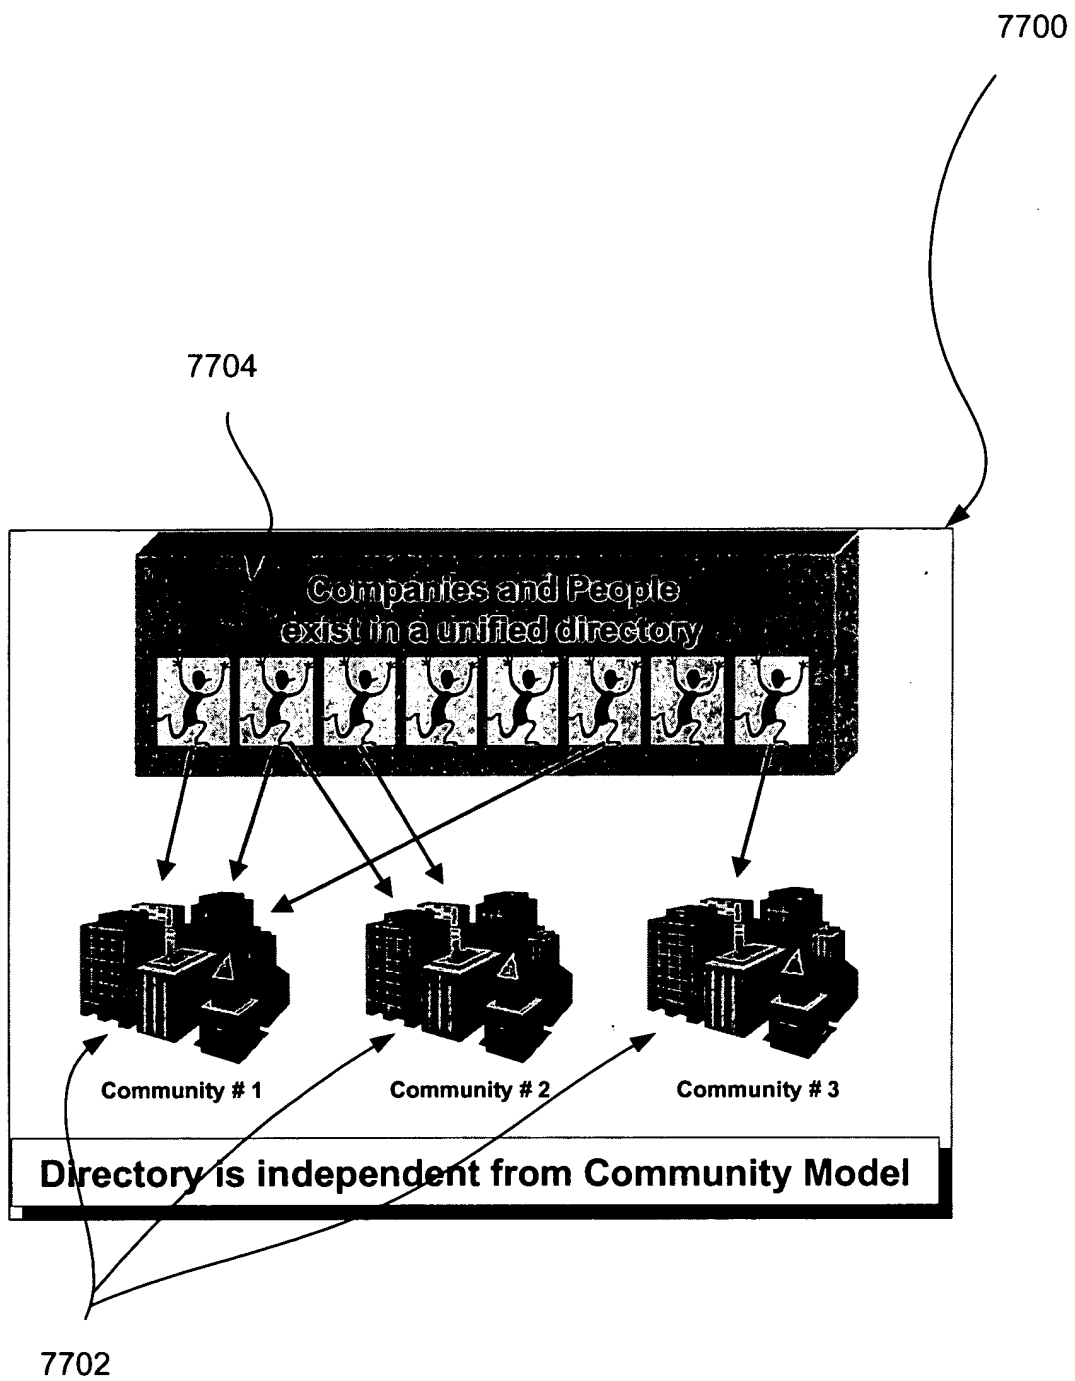 7700
7704
Companies and People
exist in a unified directory
Community # 1
Community # 2
Community # 3
Directory is independent from Community Model
7702